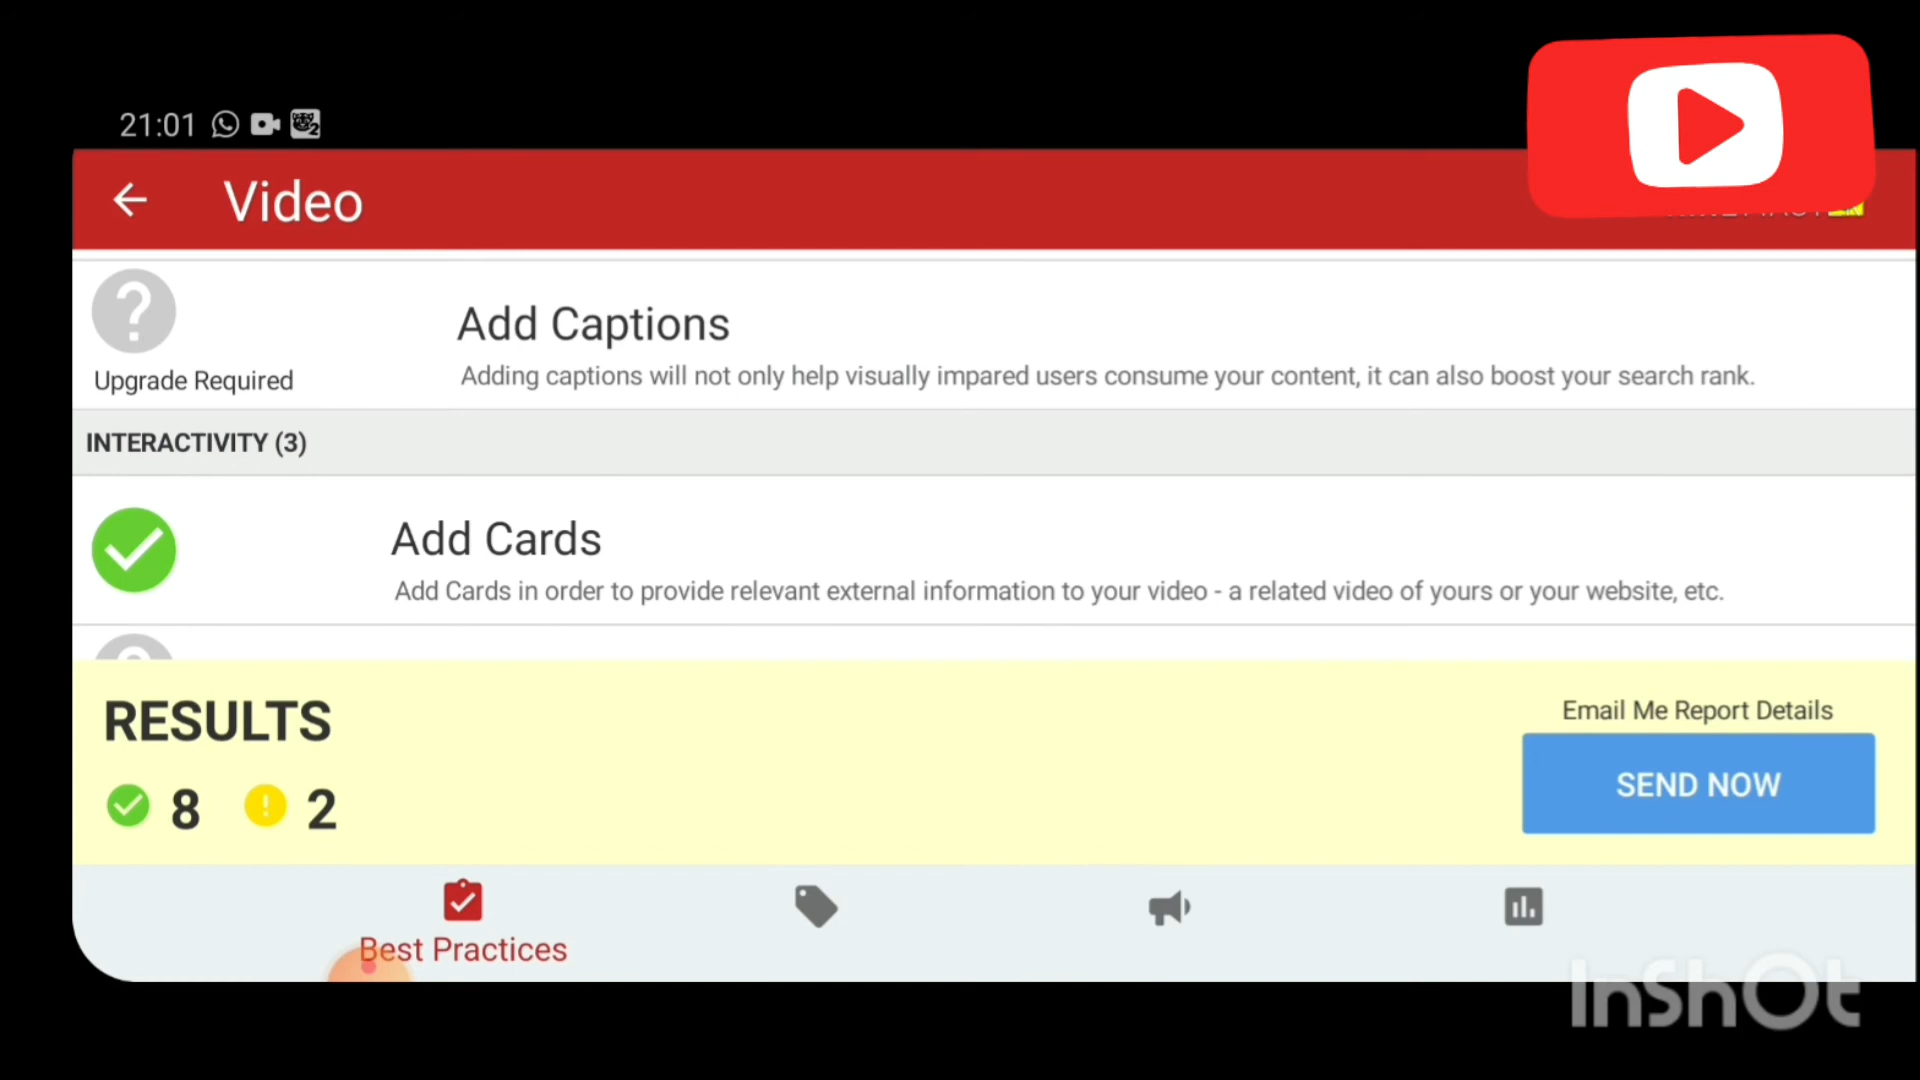 21:01
Video
Add Captions
Upgrade Required
Adding captions will not only help visually impared users consume your content, it can also boost your search rank.
INTERACTIVITY (3)
Add Cards
Add Cards in order to provide relevant external information to your video - a related video of yours or your website, etc.
RESULTS
8 2
Email Me Report Details
SEND NOW
Best Practices
InShOt